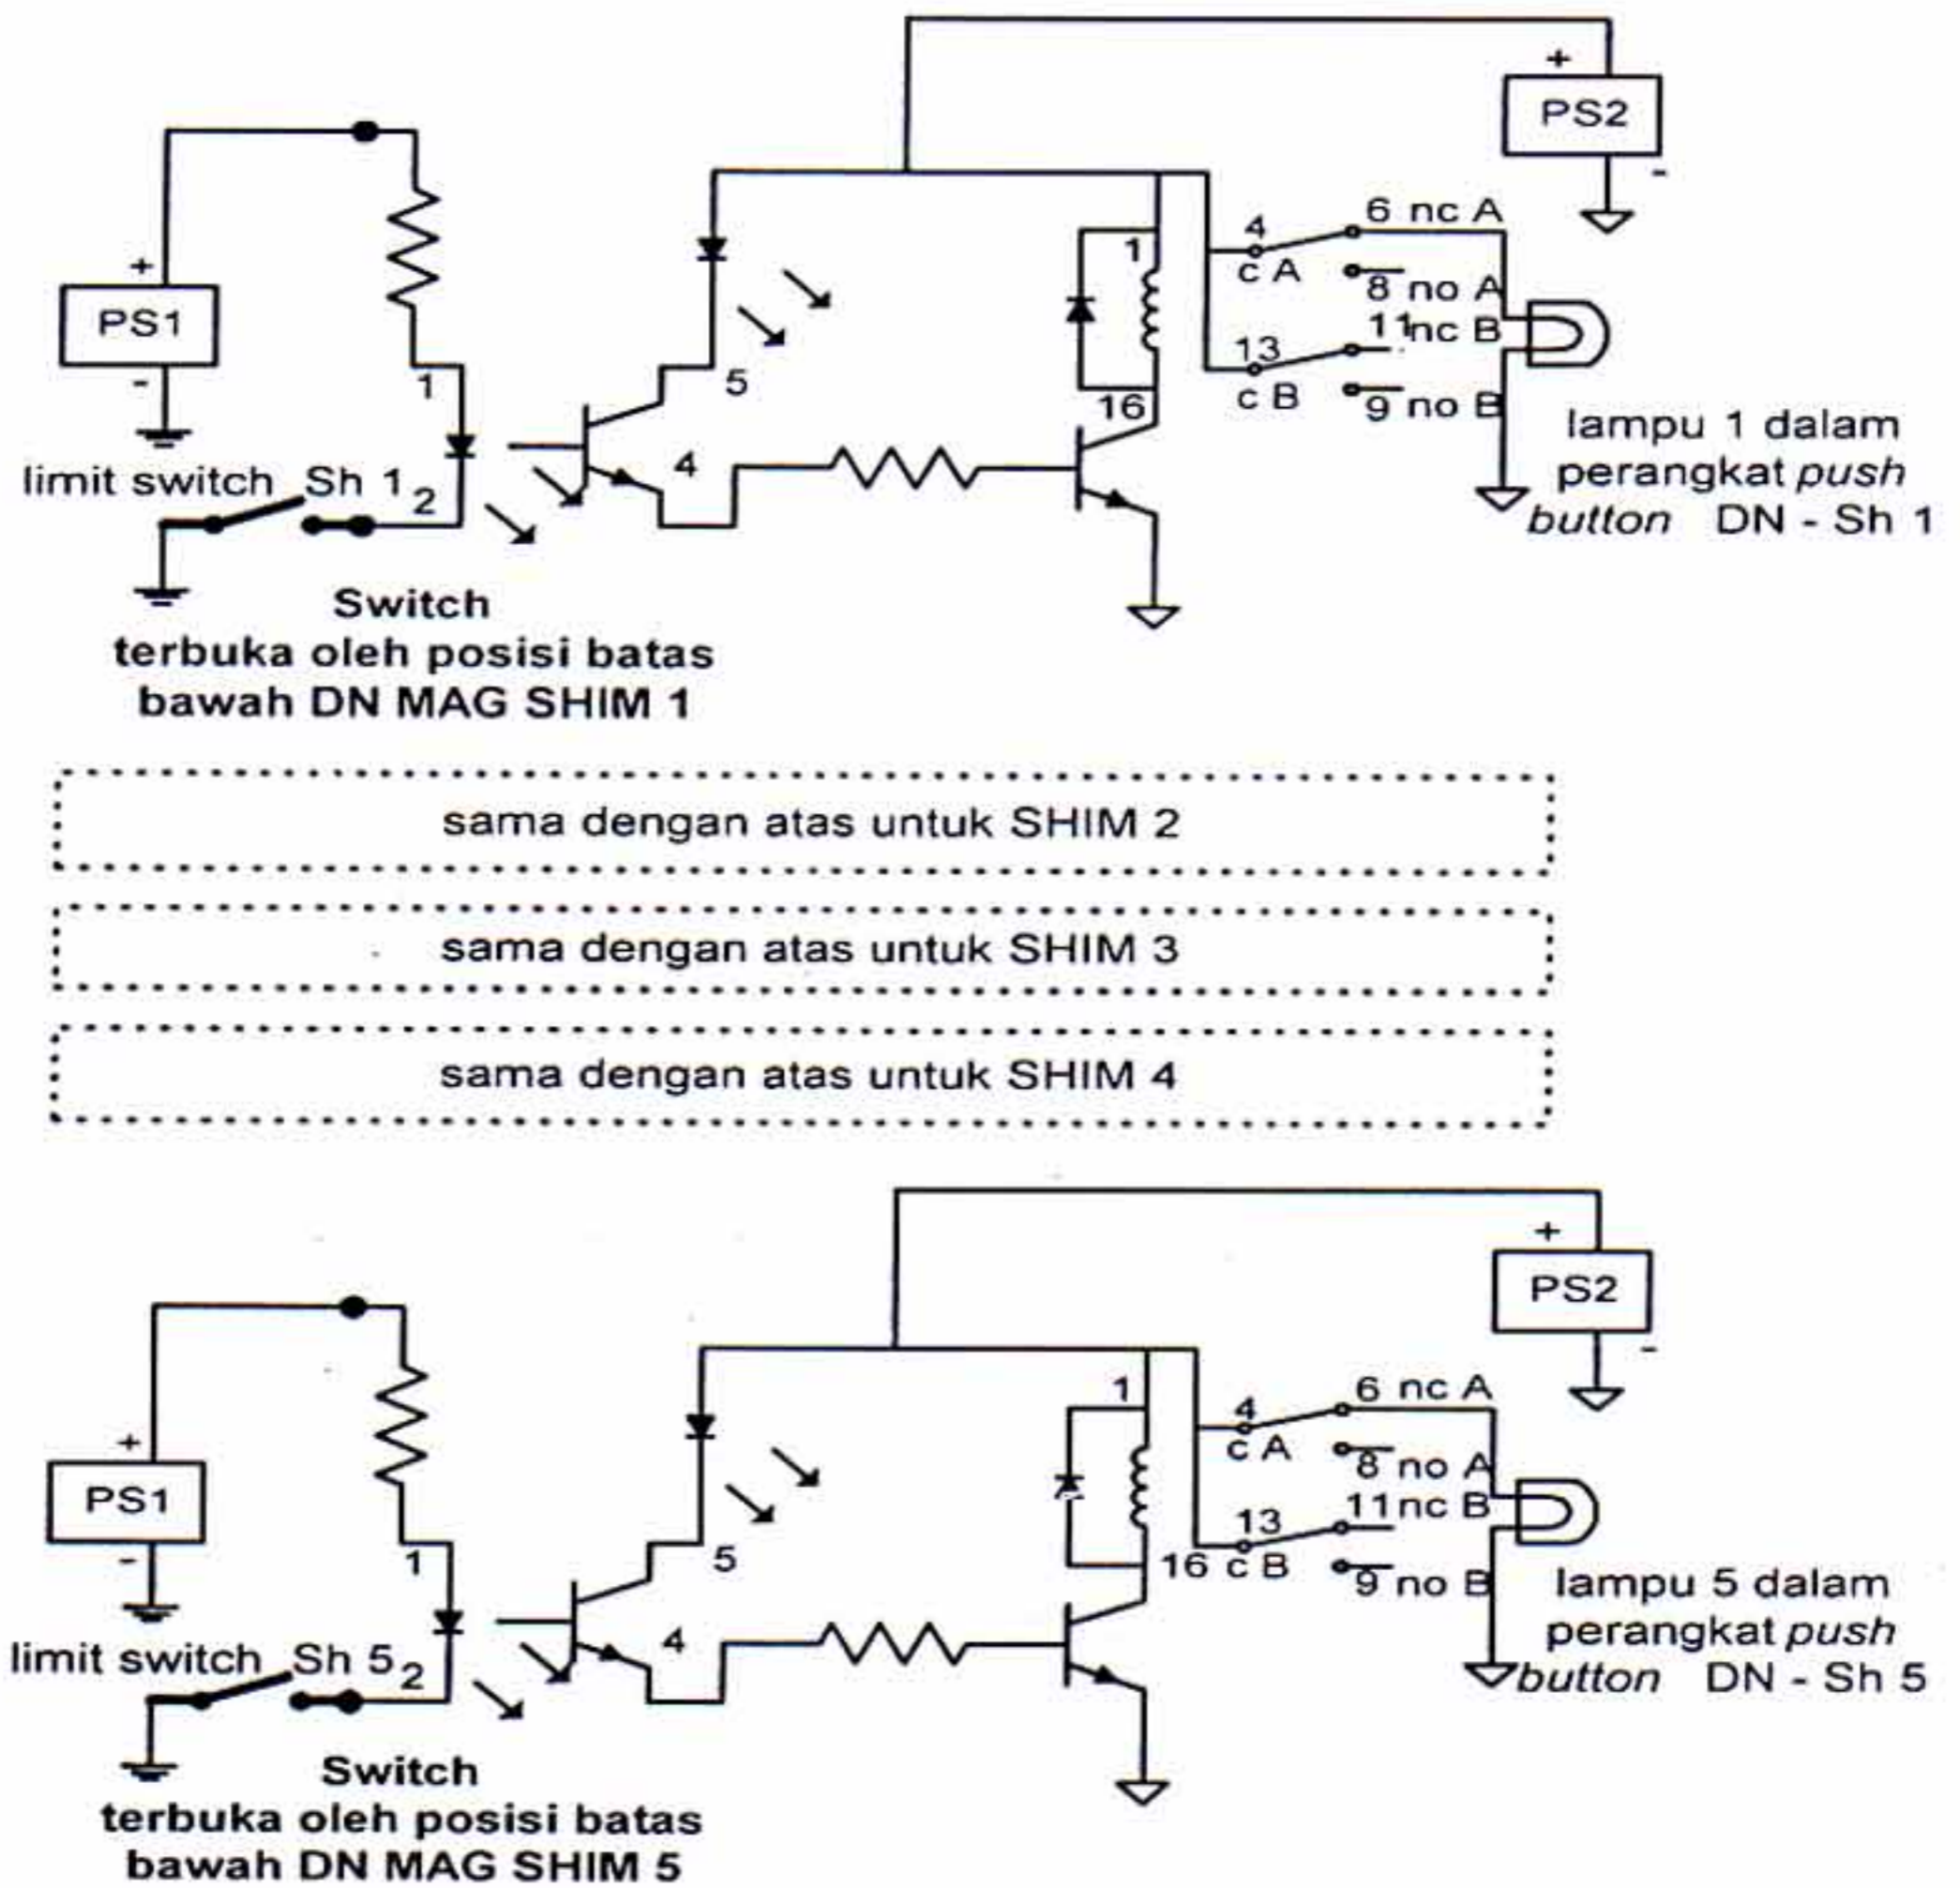 +
PS2
-
+
PS1
-
1
limit switch Sh 1
2
5
4
1
16
4
c A
6 nc A
8 no A
11 nc B
13
c B
9 no B
lampu 1 dalam
perangkat push
button DN - Sh 1
Switch
terbuka oleh posisi batas
bawah DN MAG SHIM 1
sama dengan atas untuk SHIM 2
sama dengan atas untuk SHIM 3
sama dengan atas untuk SHIM 4
+
PS2
-
+
PS1
-
1
limit switch Sh 5
2
5
4
1
16
4
c A
6 nc A
8 no A
11 nc B
13
c B
9 no B
lampu 5 dalam
perangkat push
button DN - Sh 5
Switch
terbuka oleh posisi batas
bawah DN MAG SHIM 5